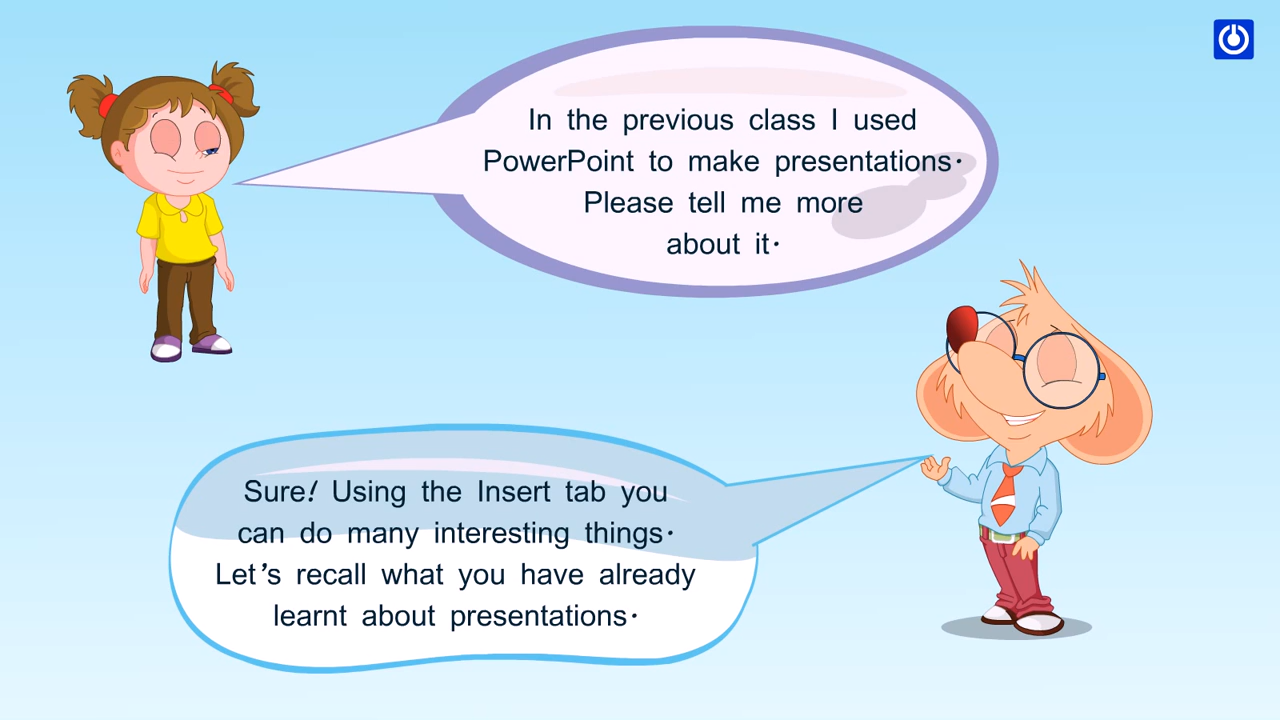 In the previous class I used
PowerPoint to make presentations.
Please tell me more
about it.
Sure! Using the Insert tab you
can do many interesting things.
Let's recall what you have already
learnt about presentations.